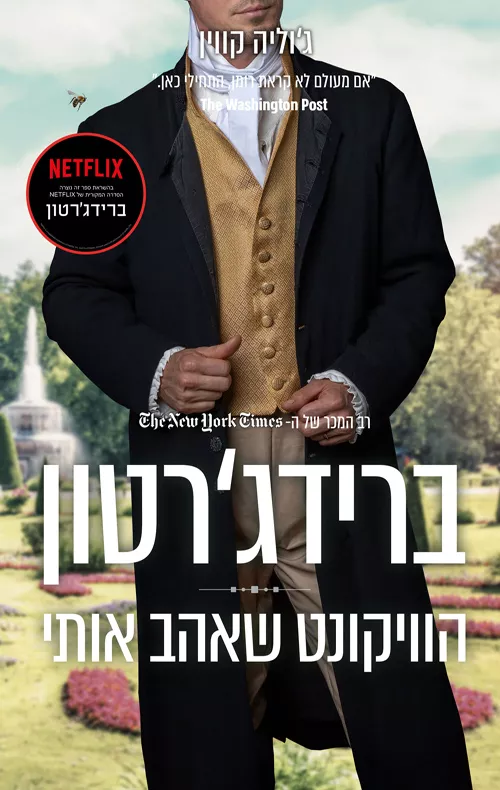 ג'וליה קווין
"אם מעולם לא קראת רומן, התחילי כאן."
The Washington Post
NETFLIX
בהשראת ספר זה נוצרה
הסדרה המקורית של NETFLIX
ברידג'רטון
רב המכר של ה- The New York Times
ברידג'רטון
הוויקונט שאהב אותי